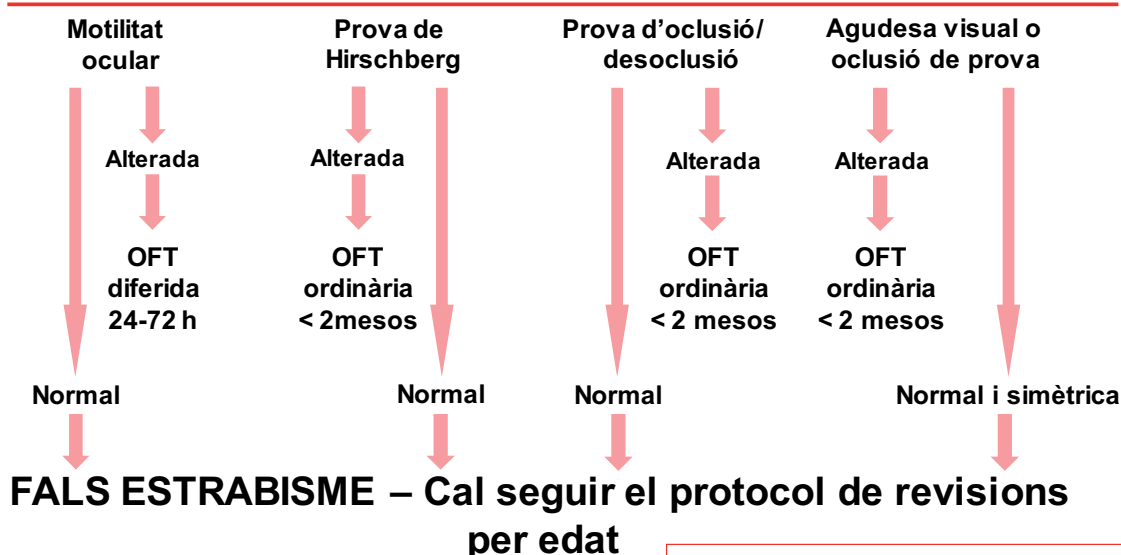 Motilitat
ocular
Prova de
Hirschberg
Prova d’oclusió/
desoclusió
Agudesa visual o
oclusió de prova
Alterada
Alterada
Alterada
Alterada
OFT
diferida
24-72 h
OFT
ordinària
< 2mesos
OFT
ordinària
< 2 mesos
OFT
ordinària
< 2 mesos
Normal
Normal
Normal
Normal i simètrica
FALS ESTRABISME – Cal seguir el protocol de revisions
per edat